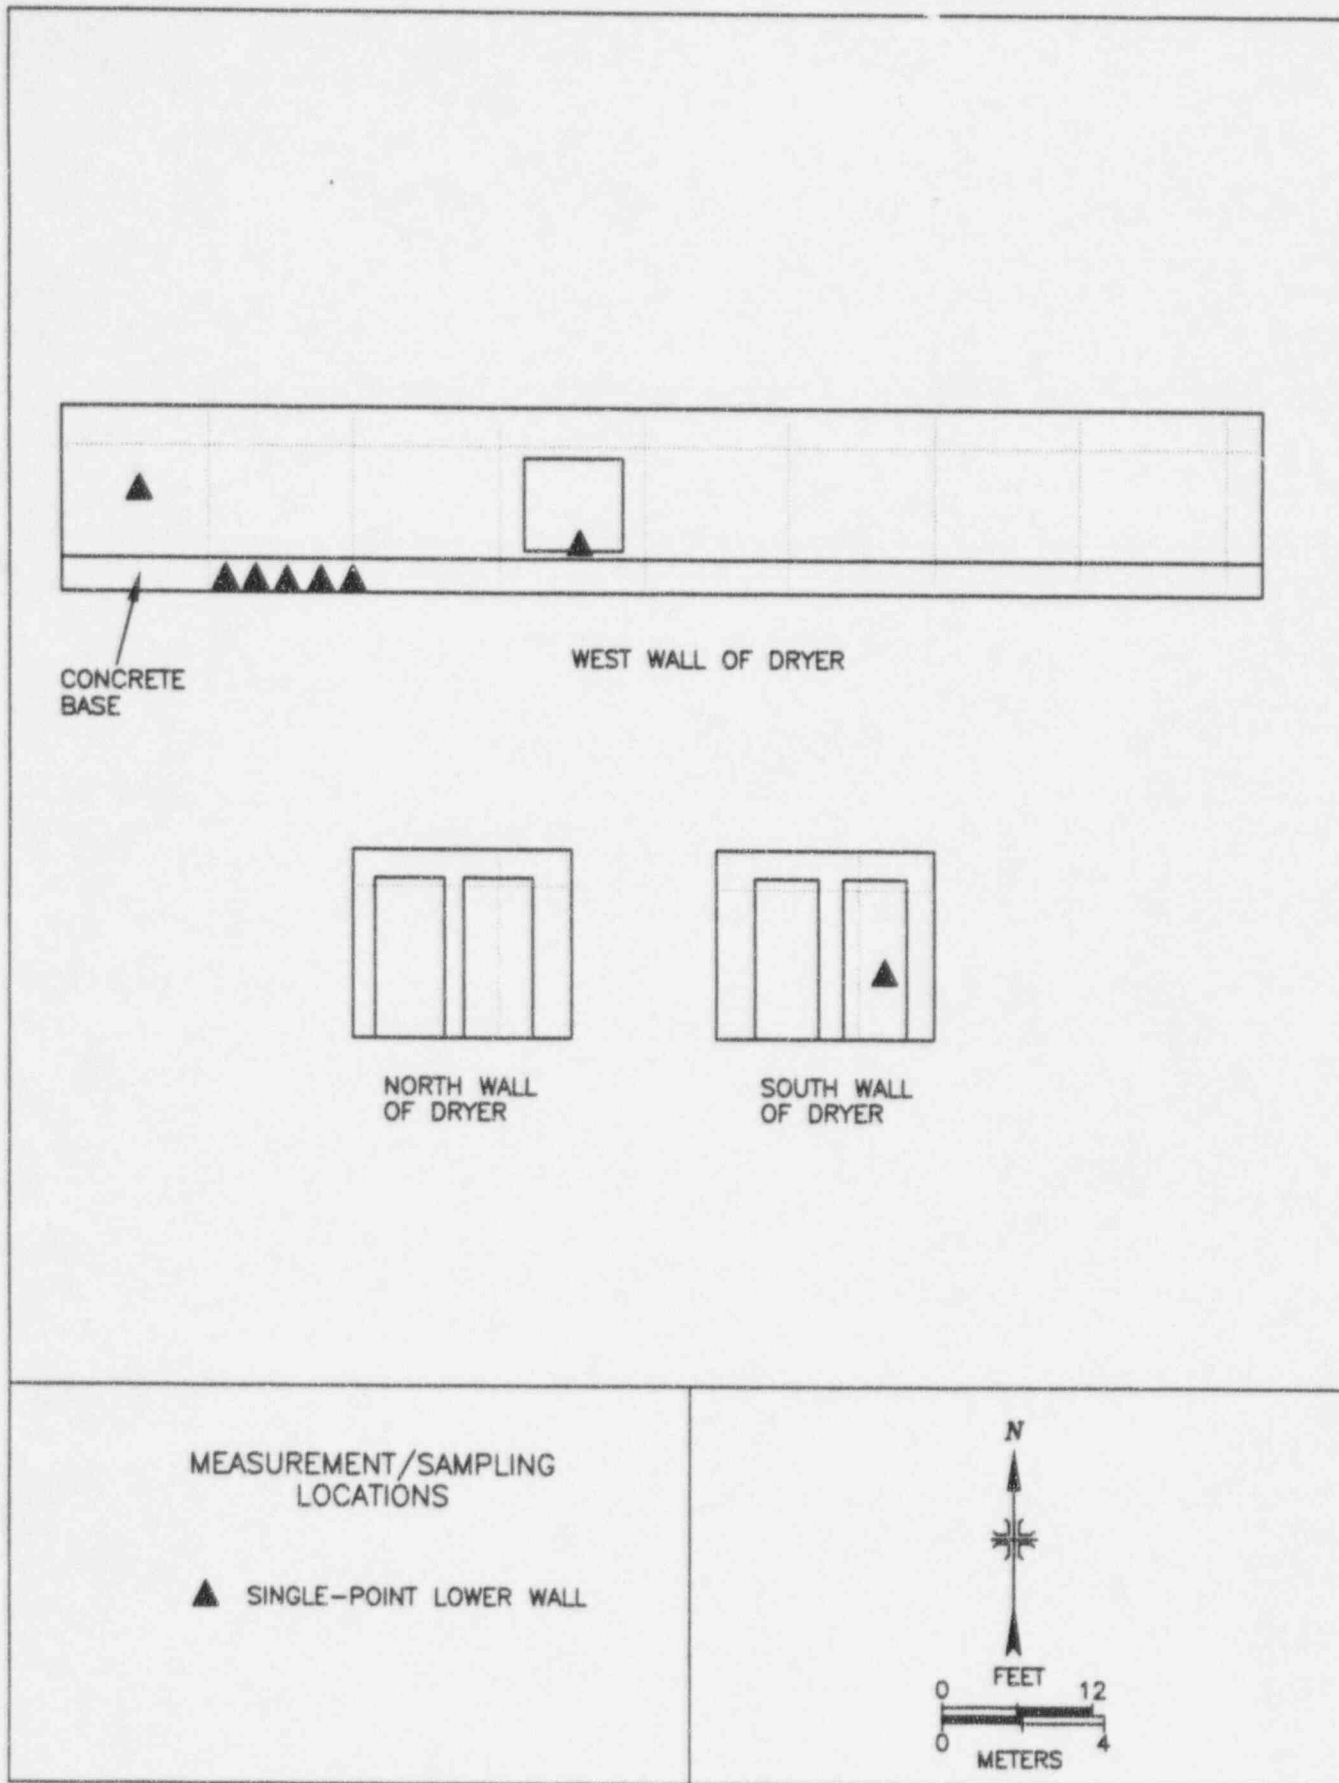 CONCRETE
BASE
WEST WALL OF DRYER
NORTH WALL
OF DRYER
SOUTH WALL
OF DRYER
MEASUREMENT/SAMPLING
LOCATIONS
SINGLE-POINT LOWER WALL
N
FEET
0 12
0 4
METERS